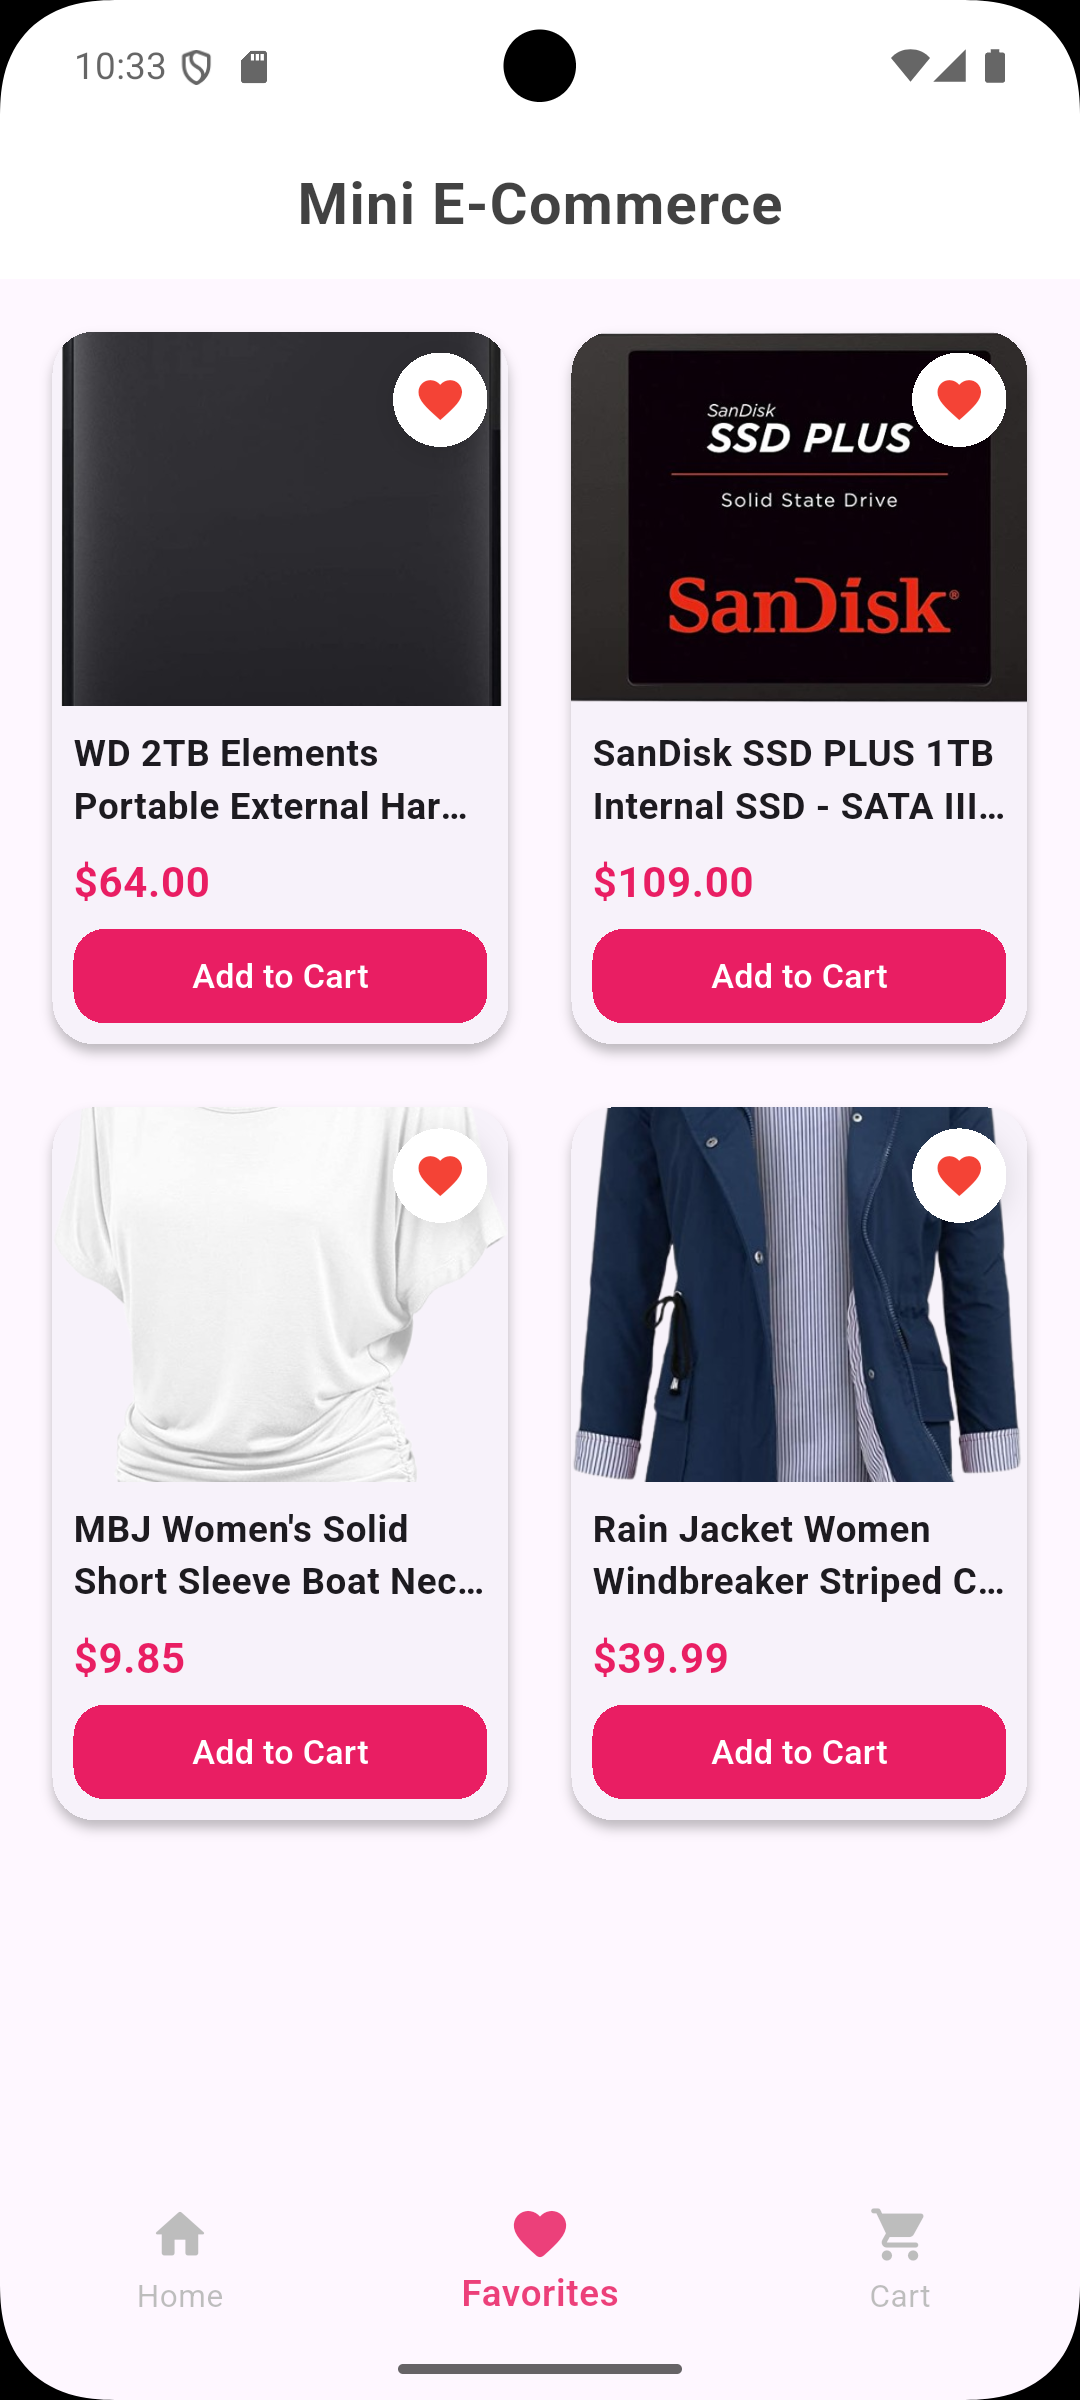 10:33
Mini E-Commerce
SanDisk
SSD PLUS
Solid State Drive
SanDisk®
WD 2TB Elements
Portable External Har…
$64.00
Add to Cart
SanDisk SSD PLUS 1TB
Internal SSD - SATA III…
$109.00
Add to Cart
MBJ Women's Solid
Short Sleeve Boat Nec…
$9.85
Add to Cart
Rain Jacket Women
Windbreaker Striped C…
$39.99
Add to Cart
Home
Favorites
Cart